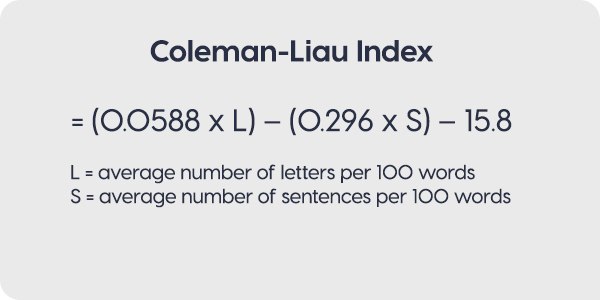 Coleman-Liau Index
= (0.0588 x L) – (0.296 x S) – 15.8
L = average number of letters per 100 words
S = average number of sentences per 100 words